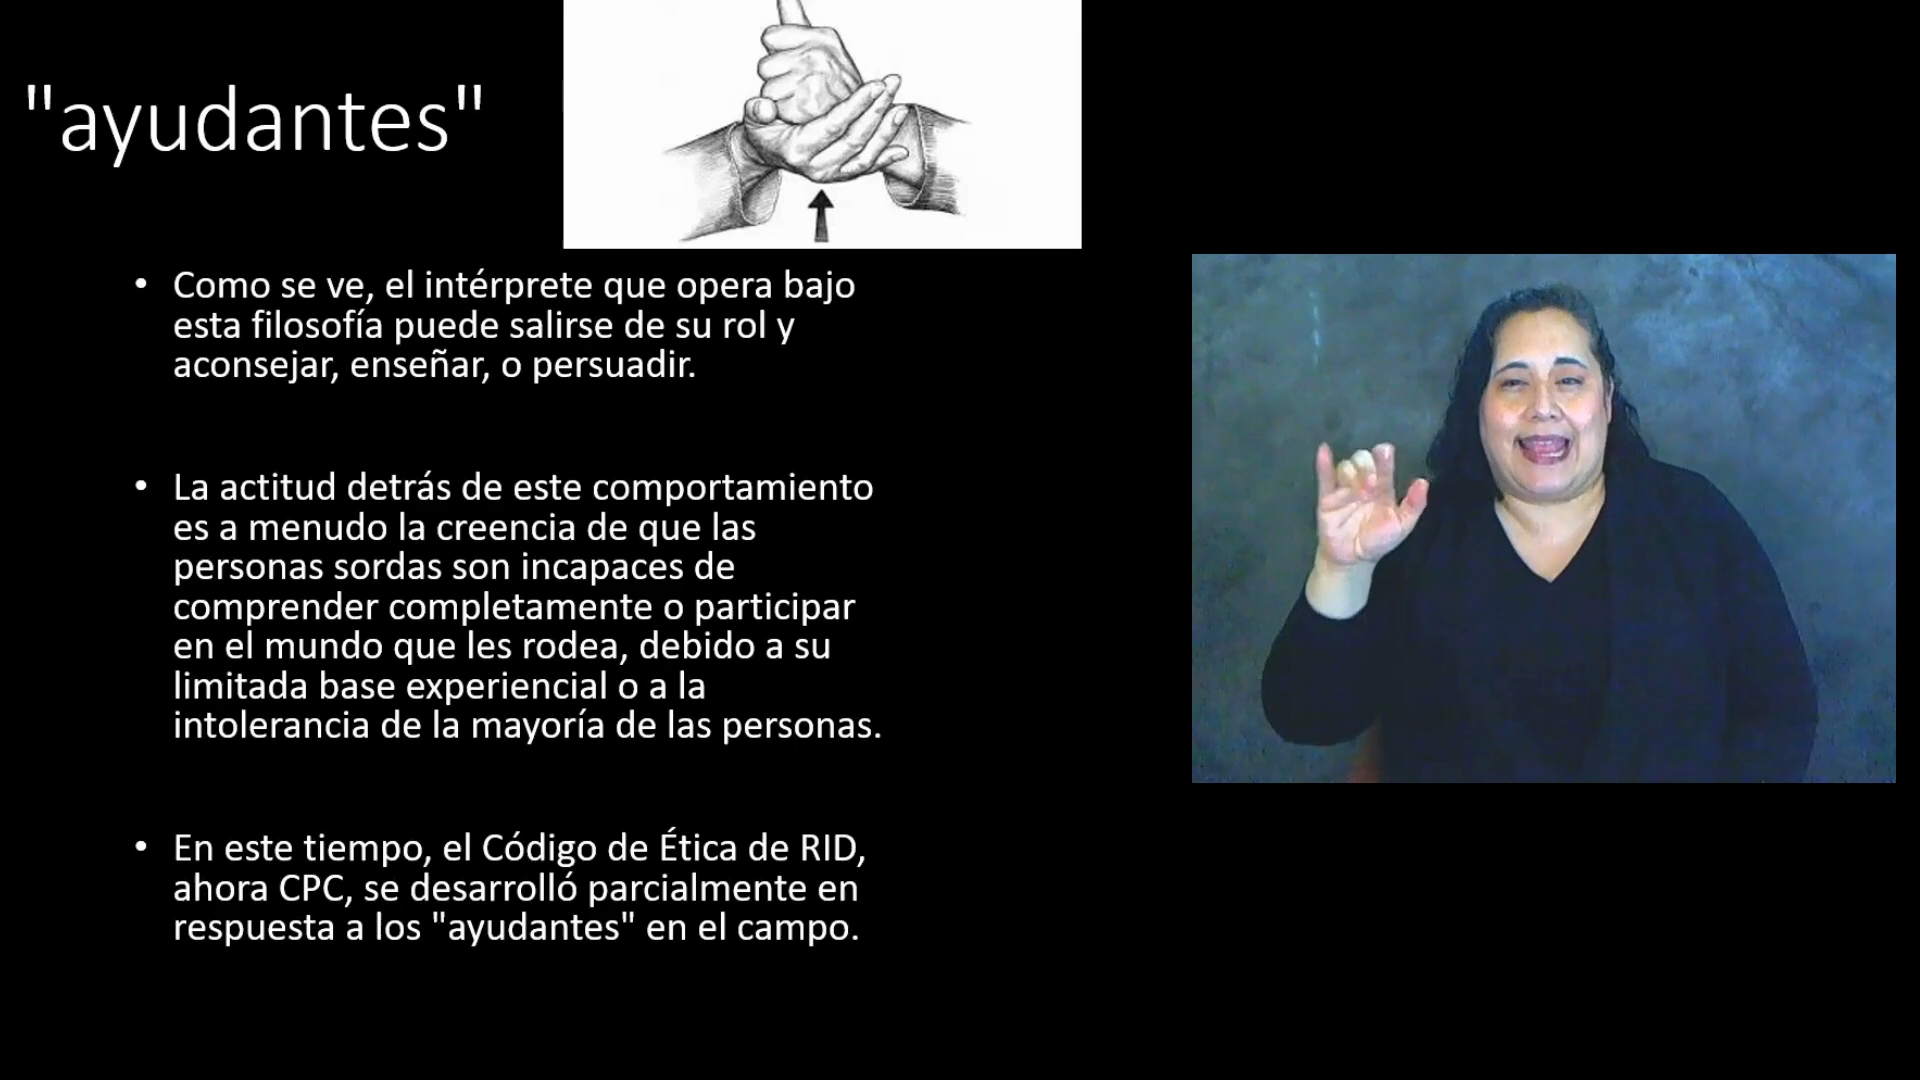 "ayudantes"
• Como se ve, el intérprete que opera bajo
esta filosofía puede salirse de su rol y
aconsejar, enseñar, o persuadir.
• La actitud detrás de este comportamiento
es a menudo la creencia de que las
personas sordas son incapaces de
comprender completamente o participar
en el mundo que les rodea, debido a su
limitada base experiencial o a la
intolerancia de la mayoría de las personas.
• En este tiempo, el Código de Ética de RID,
ahora CPC, se desarrolló parcialmente en
respuesta a los "ayudantes" en el campo.